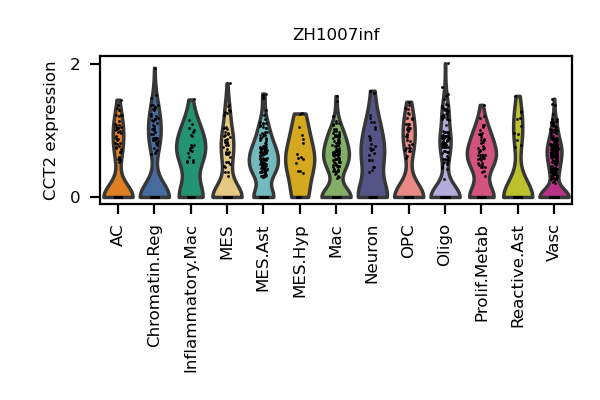 ZH1007inf
CCT2 expression
2
0
AC
Chromatin.Reg
Inflammatory.Mac
MES
MES.Ast
MES.Hyp
Mac
Neuron
OPC
Oligo
Prolif.Metab
Reactive.Ast
Vasc